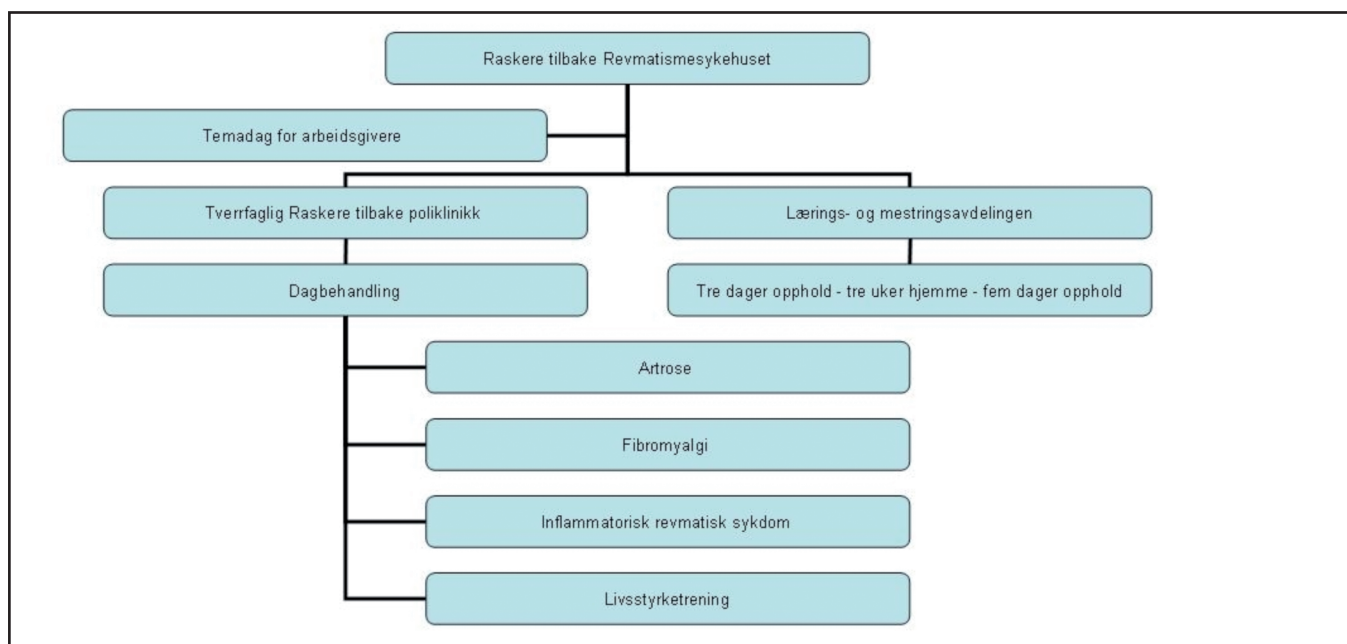 Raskere tilbake Revmatismesykehuset
Temadag for arbeidsgivere
Tverrfaglig Raskere tilbake poliklinikk
Lærings- og mestringsavdelingen
Dagbehandling
Tre dager opphold - tre uker hjemme - fem dager opphold
Artrose
Fibromyalgi
Inflammatorisk revmatisk sykdom
Livsstyrketrening